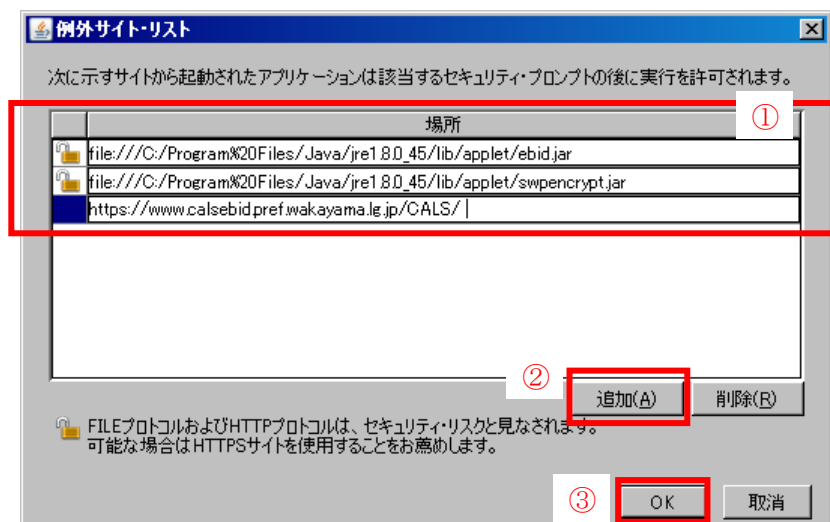 例外サイト・リスト
次に示すサイトから起動されたアプリケーションは該当するセキュリティ・プロンプトの後に実行を許可されます。
①
場所
file:///C:/Program%20Files/Java/jre1.8.0_45/lib/applet/ebid.jar
file:///C:/Program%20Files/Java/jre1.8.0_45/lib/applet/swpencrypt.jar
https://www.calsebid.pref.wakayama.lg.jp/CALS/
②
追加(A) 削除(R)
FILEプロトコルおよびHTTPプロトコルは、セキュリティ・リスクと見なされます。
可能な場合はHTTPSサイトを使用することをお薦めします。
③
OK 取消